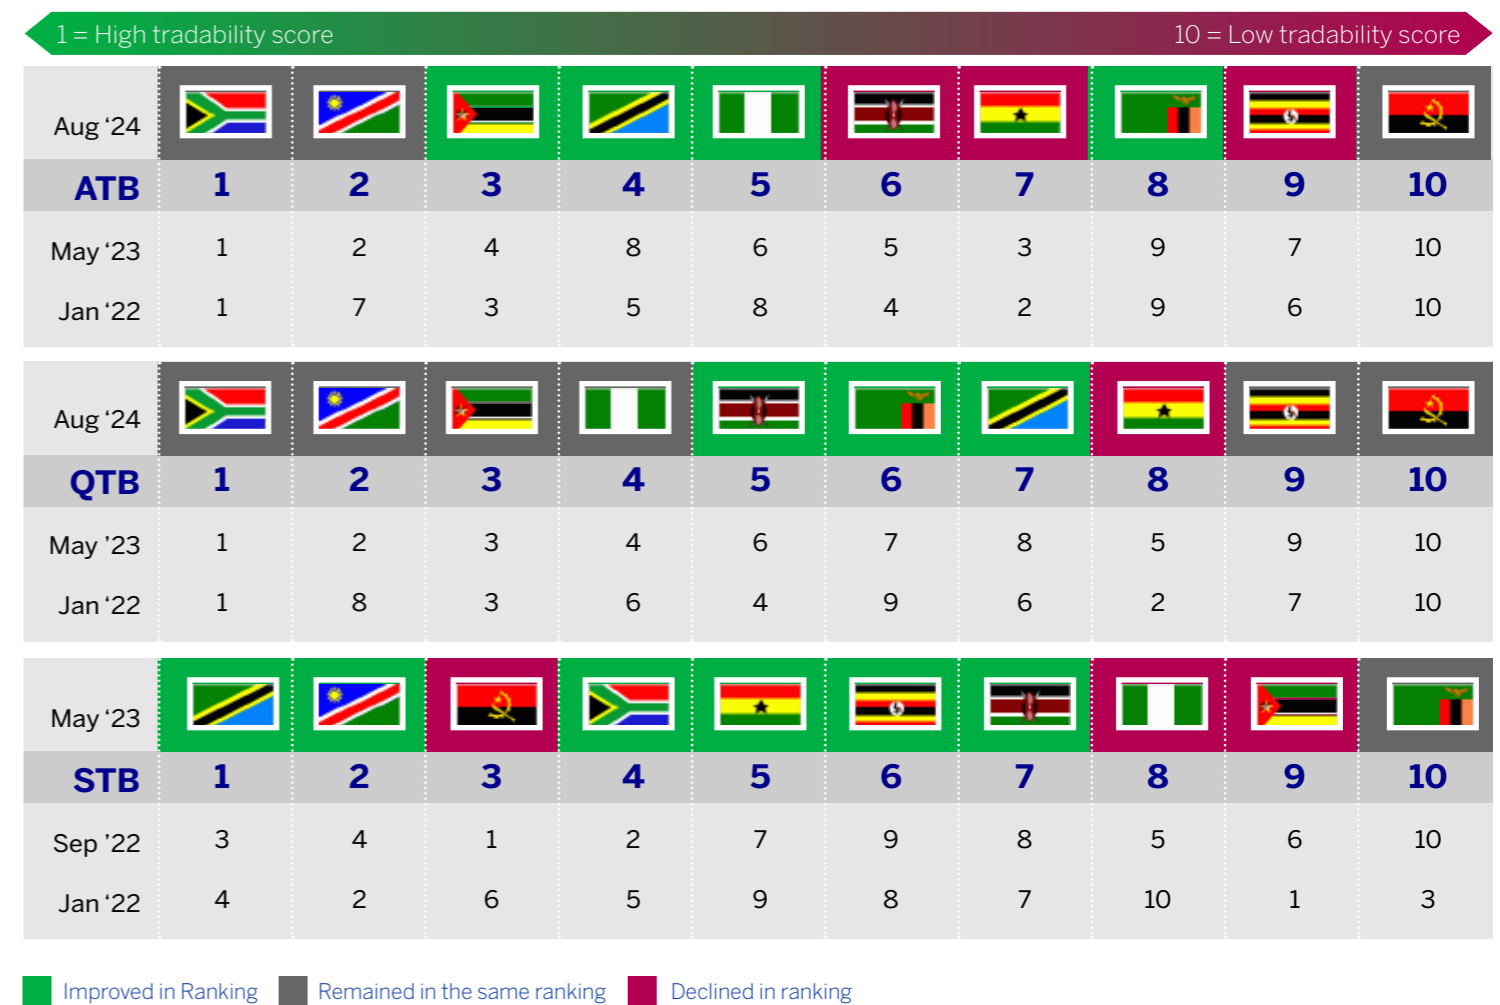 1 = High tradability score 10 = Low tradability score
Aug ‘24
ATB 1 2 3 4 5 6 7 8 9 10
May ‘23 1 2 4 8 6 5 3 9 7 10
Jan ‘22 1 7 3 5 8 4 2 9 6 10
Aug ‘24
QTB 1 2 3 4 5 6 7 8 9 10
May ’23 1 2 3 4 6 7 8 5 9 10
Jan ‘22 1 8 3 6 4 9 6 2 7 10
May ‘23
STB 1 2 3 4 5 6 7 8 9 10
Sep ’22 3 4 1 2 7 9 8 5 6 10
Jan ‘22 4 2 6 5 9 8 7 10 1 3
Improved in Ranking Remained in the same ranking Declined in ranking